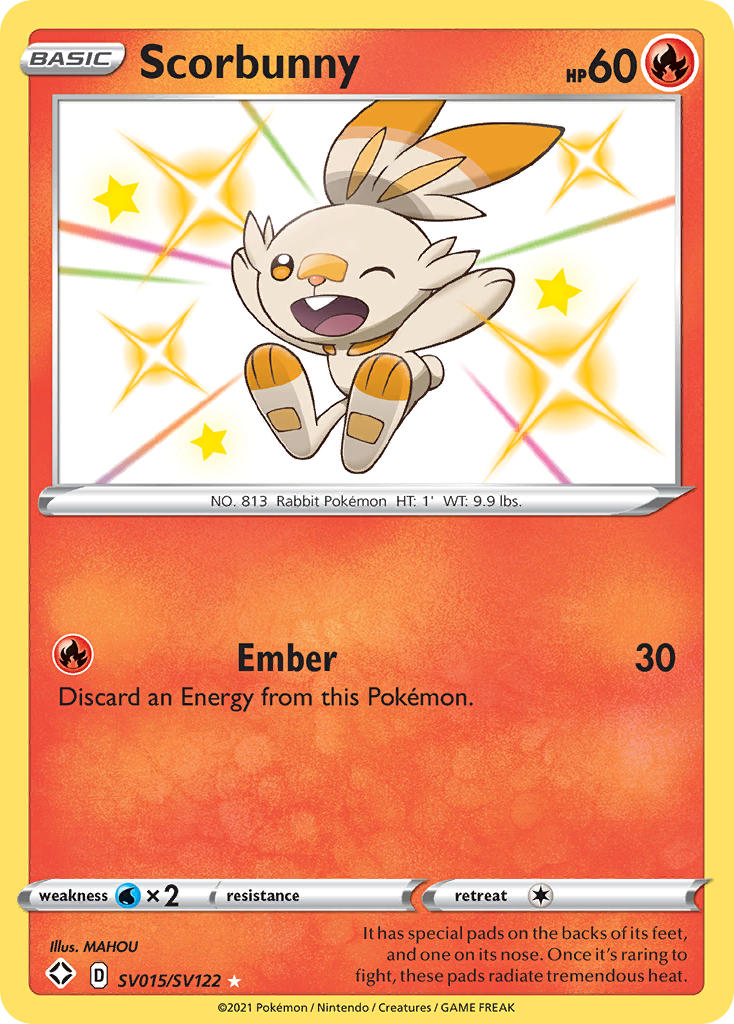 BASIC Scorbunny HP60
NO. 813 Rabbit Pokémon HT: 1' WT: 9.9 lbs.
Ember 30
Discard an Energy from this Pokémon.
weakness ×2 resistance retreat
Illus. MAHOU
It has special pads on the backs of its feet,
and one on its nose. Once it's raring to
fight, these pads radiate tremendous heat.
D SV015/SV122
©2021 Pokémon / Nintendo / Creatures / GAME FREAK